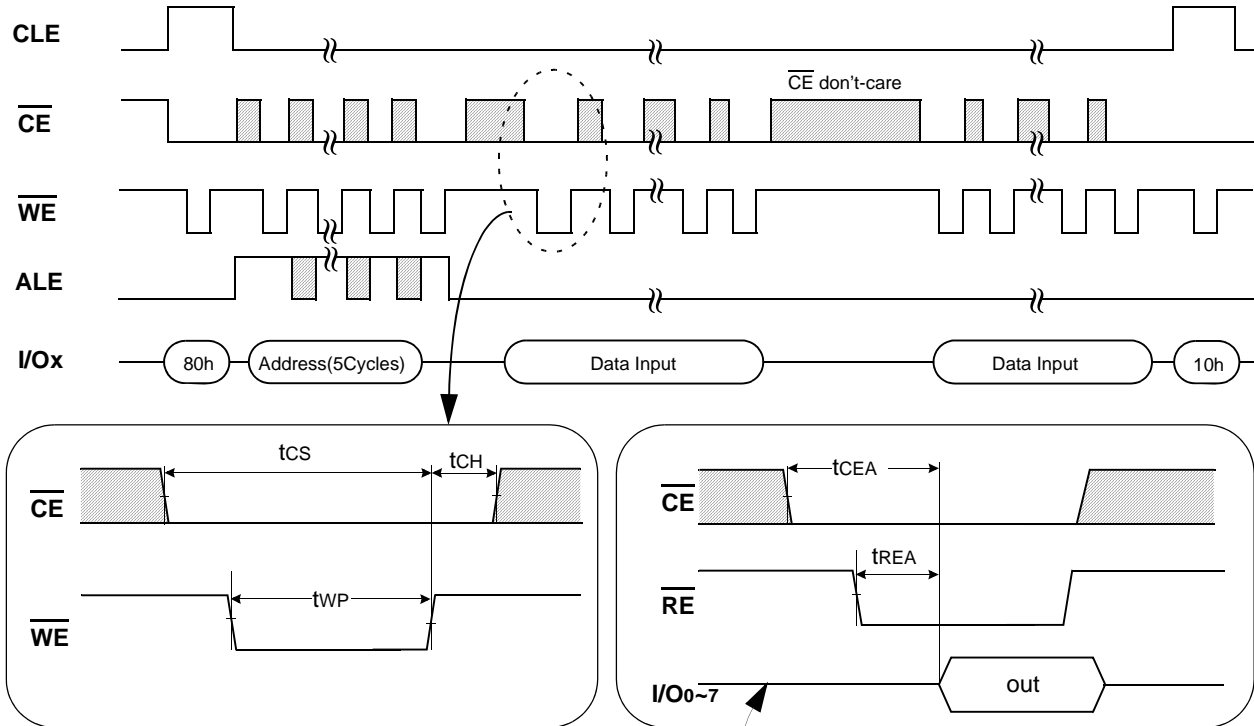 CLE
CE
CE don't-care
WE
ALE
I/Ox
80h
Address(5Cycles)
Data Input
Data Input
10h
tCS
tCH
CE
tWP
WE
tCEA
CE
tREA
RE
I/O0~7
out